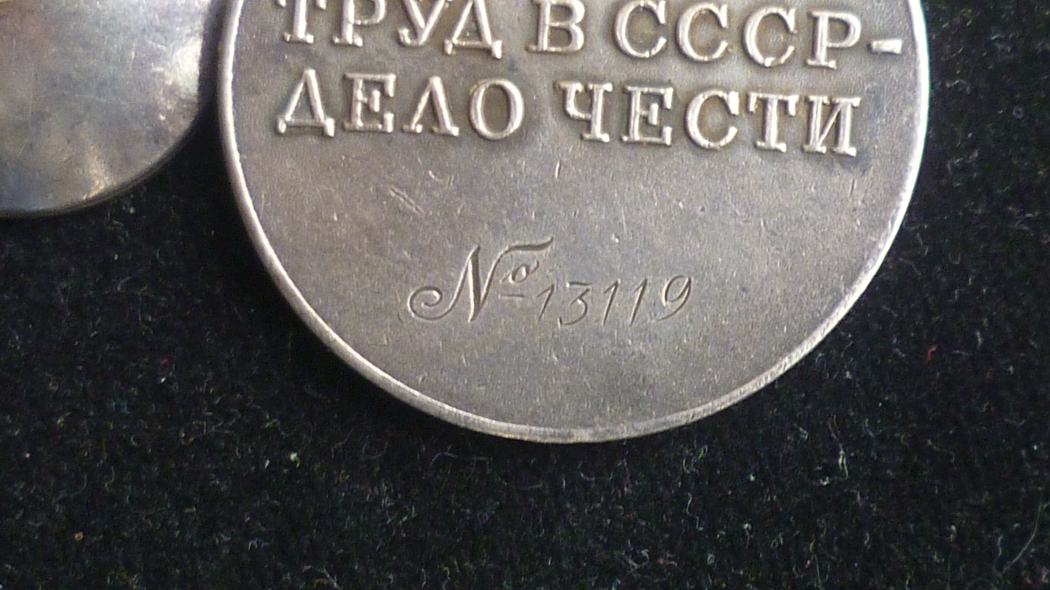 ТРУД В СССР-
ДЕЛО ЧЕСТИ
№ 13119